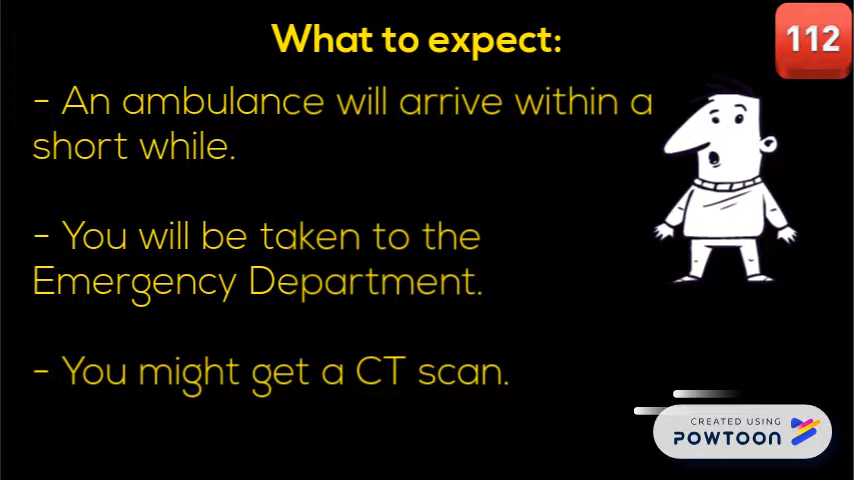 What to expect:
112
- An ambulance will arrive within a
short while.
- You will be taken to the
Emergency Department.
- You might get a CT scan.
CREATED USING
POWTOON